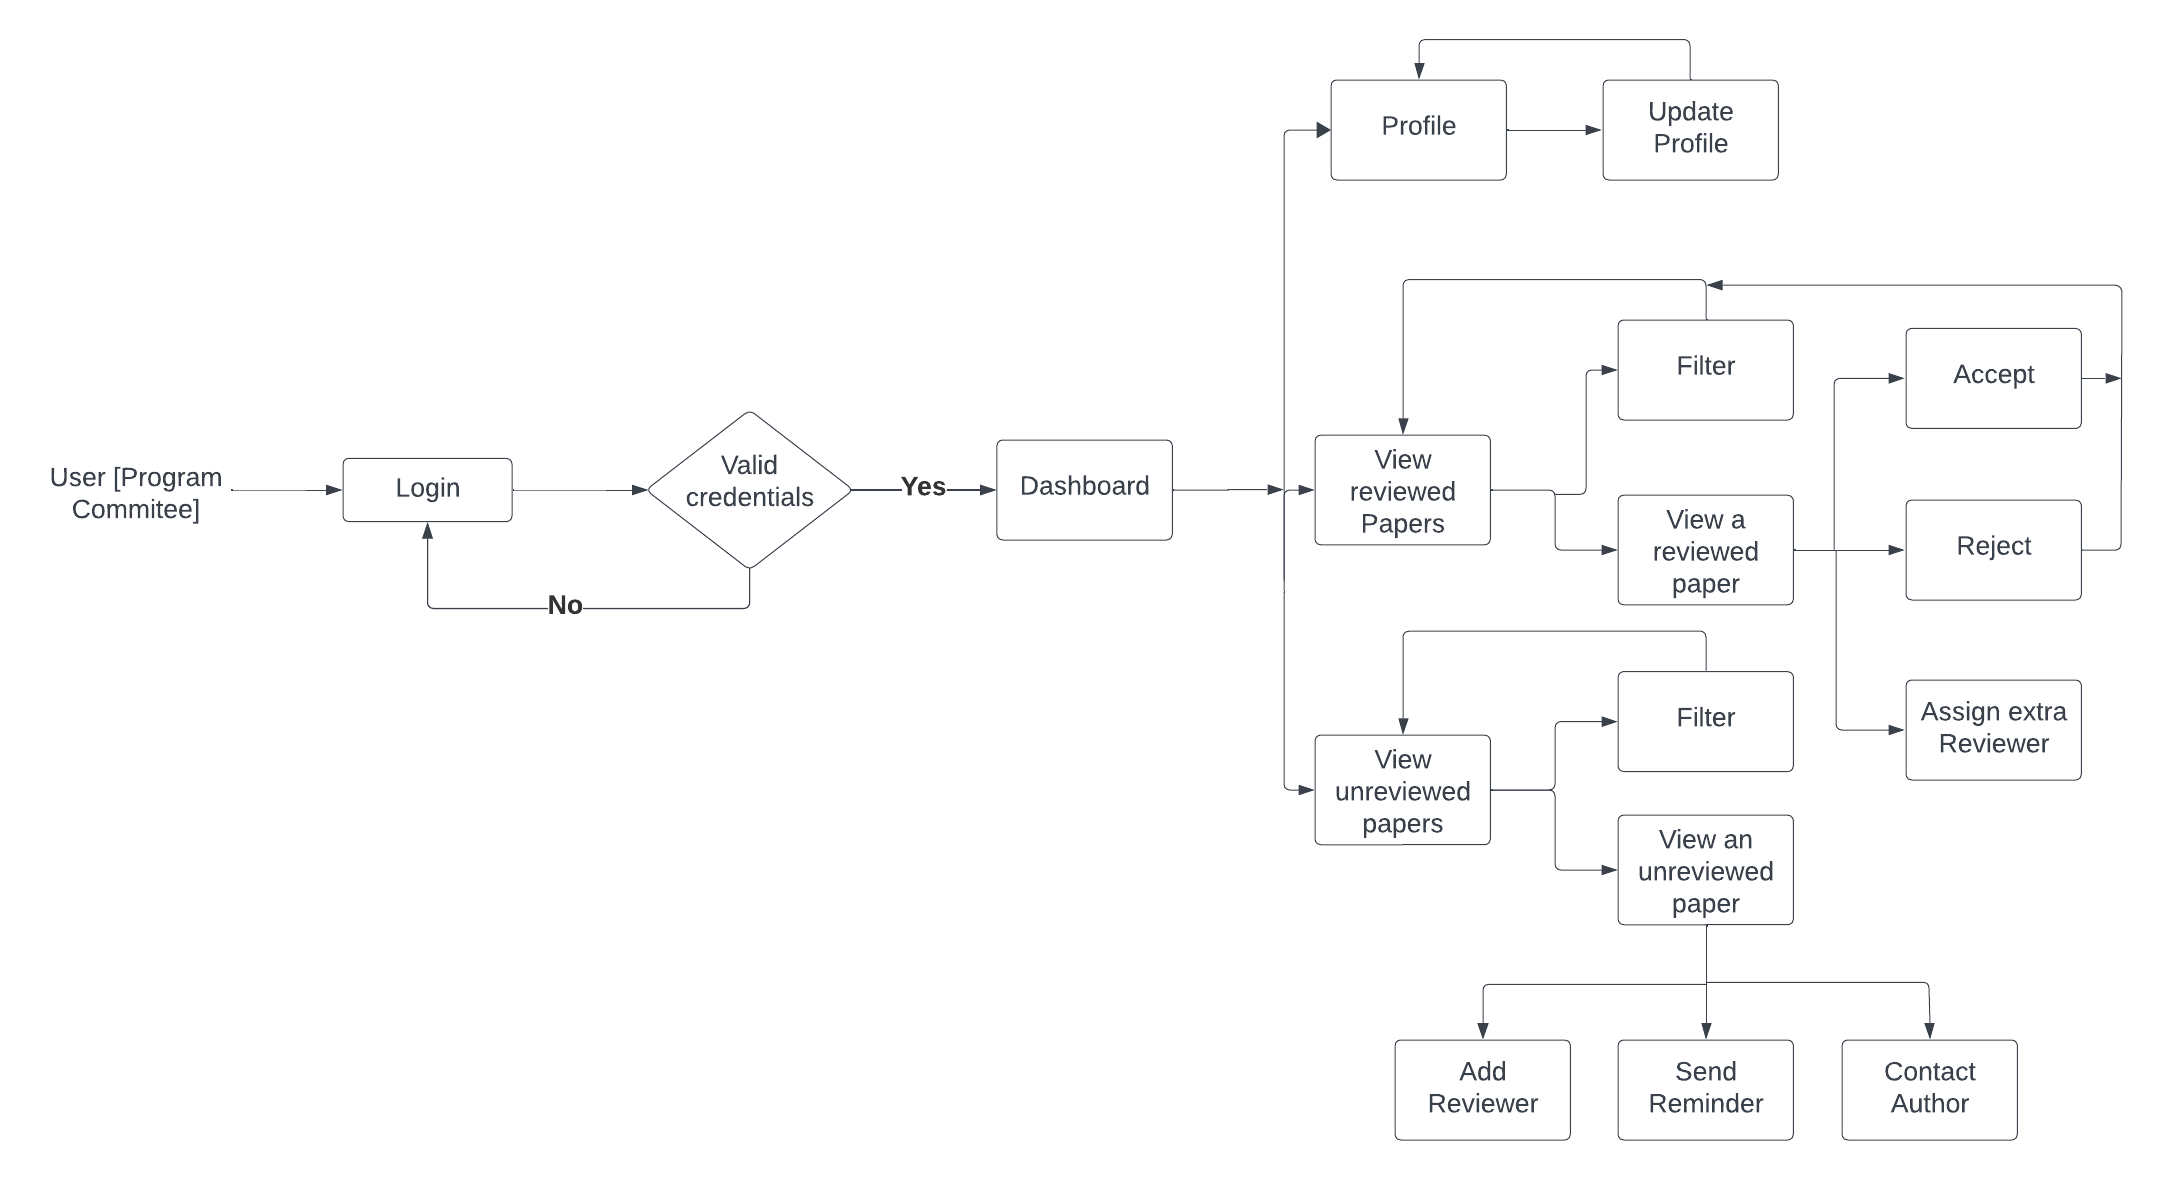 Profile
Update
Profile
Filter
Accept
User [Program
Commitee]
Login
Valid
credentials
Yes
Dashboard
View
reviewed
Papers
View a
reviewed
paper
Reject
No
Filter
Assign extra
Reviewer
View
unreviewed
papers
View an
unreviewed
paper
Add
Reviewer
Send
Reminder
Contact
Author